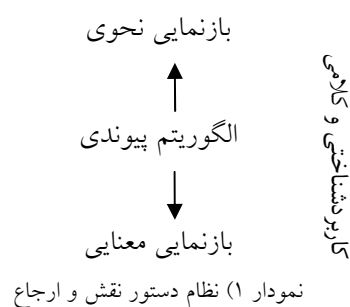 بازنمایی نحوی
الگوریتم پیوندی
بازنمایی معنایی
کاربردشناختی و کلامی
نمودار ۱) نظام دستور نقش و ارجاع